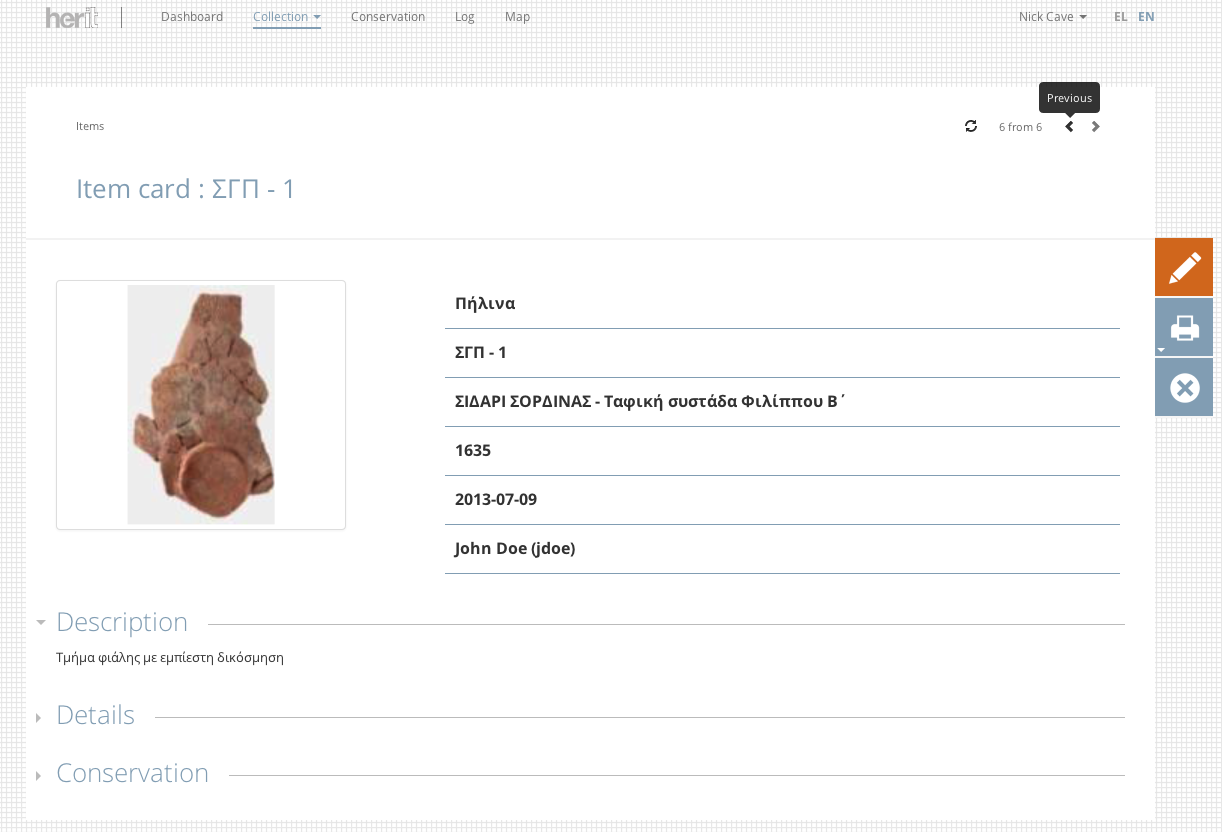 herit
Dashboard
Collection
Conservation
Log
Map
Nick Cave
EL
EN
Previous
Items
6 from 6
Item card : ΣΓΠ - 1
Πήλινα
ΣΓΠ - 1
ΣΙΔΑΡΙ ΣΟΡΔΙΝΑΣ - Ταφική συστάδα Φιλίππου Β΄
1635
2013-07-09
John Doe (jdoe)
Description
Τμήμα φιάλης με εμπίεστη δικόσμηση
Details
Conservation